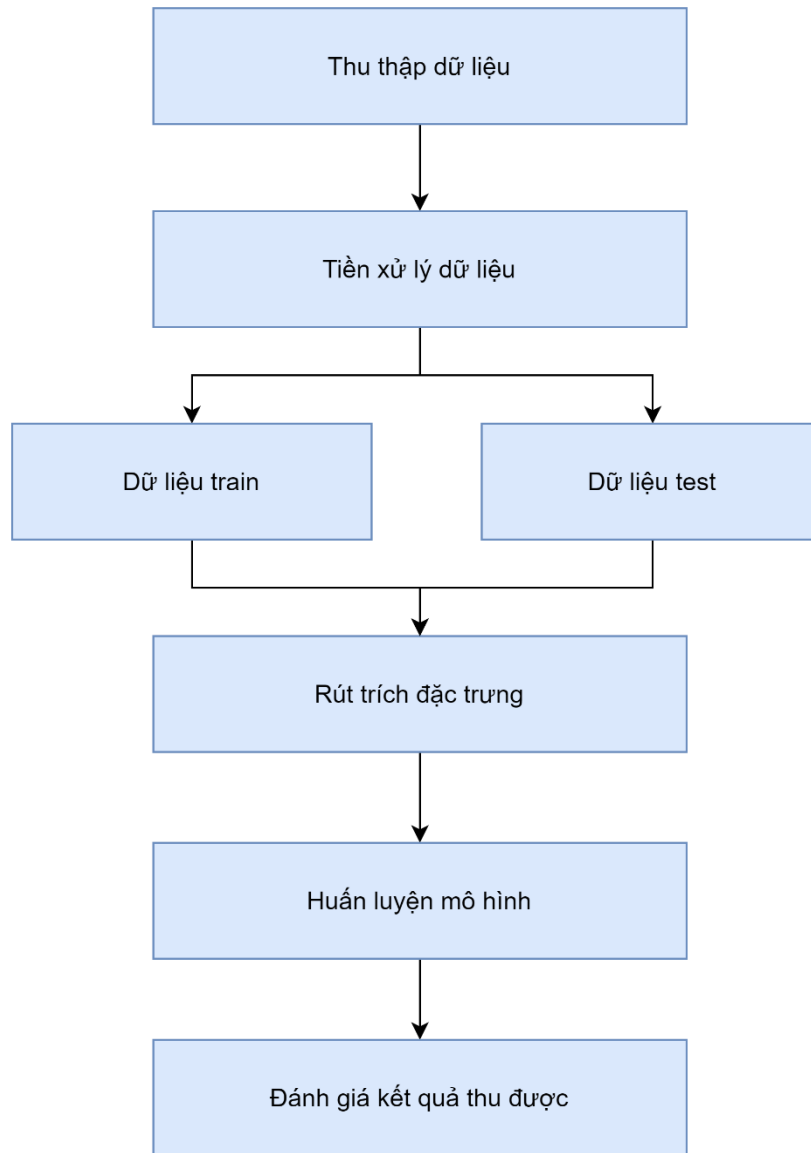 Thu thập dữ liệu
Tiền xử lý dữ liệu
Dữ liệu train
Dữ liệu test
Rút trích đặc trưng
Huấn luyện mô hình
Đánh giá kết quả thu được